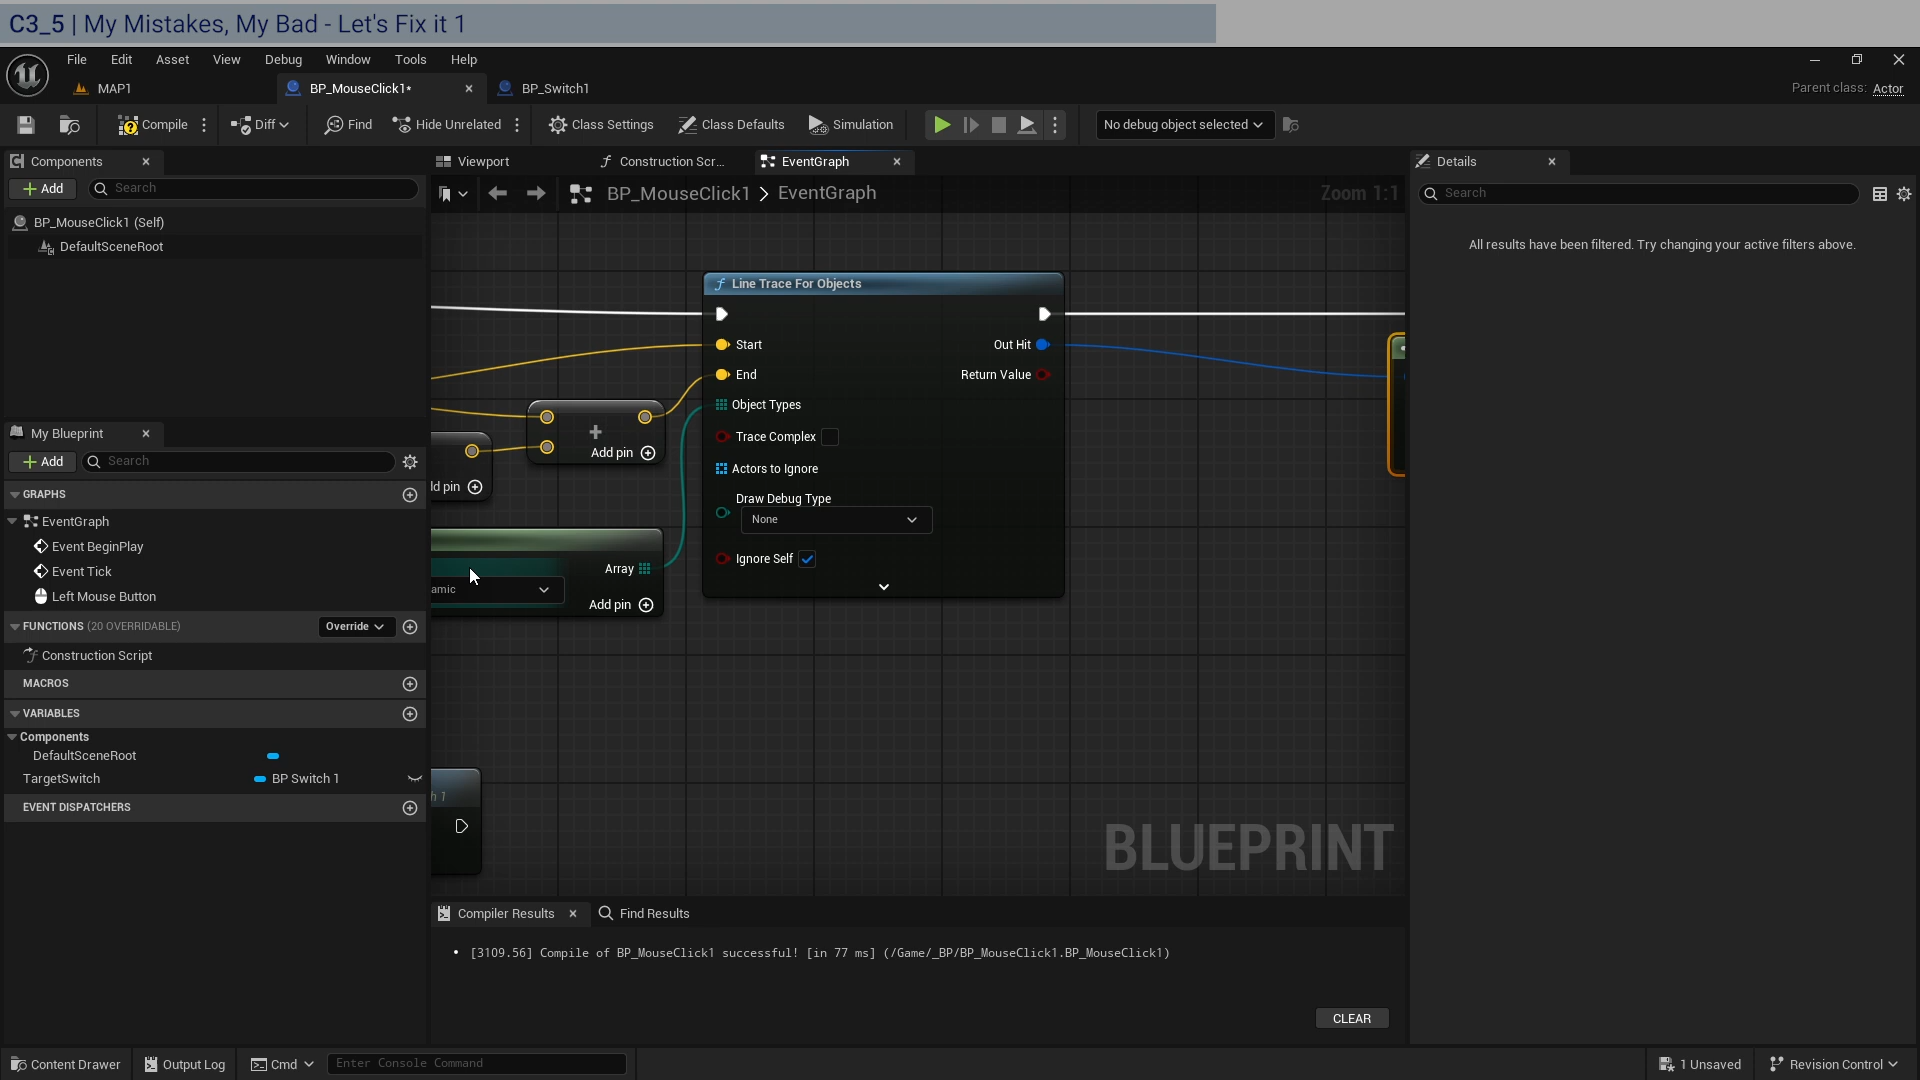 C3_5 | My Mistakes, My Bad - Let's Fix it 1
File Edit Asset View Debug Window Tools Help
MAP1 BP_MouseClick1* BP_Switch1 Parent class: Actor
Compile Diff Find Hide Unrelated Class Settings Class Defaults Simulation No debug object selected
Components Viewport Construction Scr... EventGraph Details
Add Search BP_MouseClick1 > EventGraph Zoom 1:1 Search
BP_MouseClick1 (Self)
DefaultSceneRoot
All results have been filtered. Try changing your active filters above.
Line Trace For Objects
Start Out Hit
End Return Value
Object Types
Trace Complex
Actors to Ignore
Draw Debug Type
None
Ignore Self
Add pin
ld pin
Array
amic
Add pin
h 1
BLUEPRINT
My Blueprint
Add Search
GRAPHS
EventGraph
Event BeginPlay
Event Tick
Left Mouse Button
FUNCTIONS (20 OVERRIDABLE) Override
Construction Script
MACROS
VARIABLES
Components
DefaultSceneRoot
TargetSwitch BP Switch 1
EVENT DISPATCHERS
Compiler Results Find Results
• [3109.56] Compile of BP_MouseClick1 successful! [in 77 ms] (/Game/_BP/BP_MouseClick1.BP_MouseClick1)
CLEAR
Content Drawer Output Log Cmd Enter Console Command 1 Unsaved Revision Control